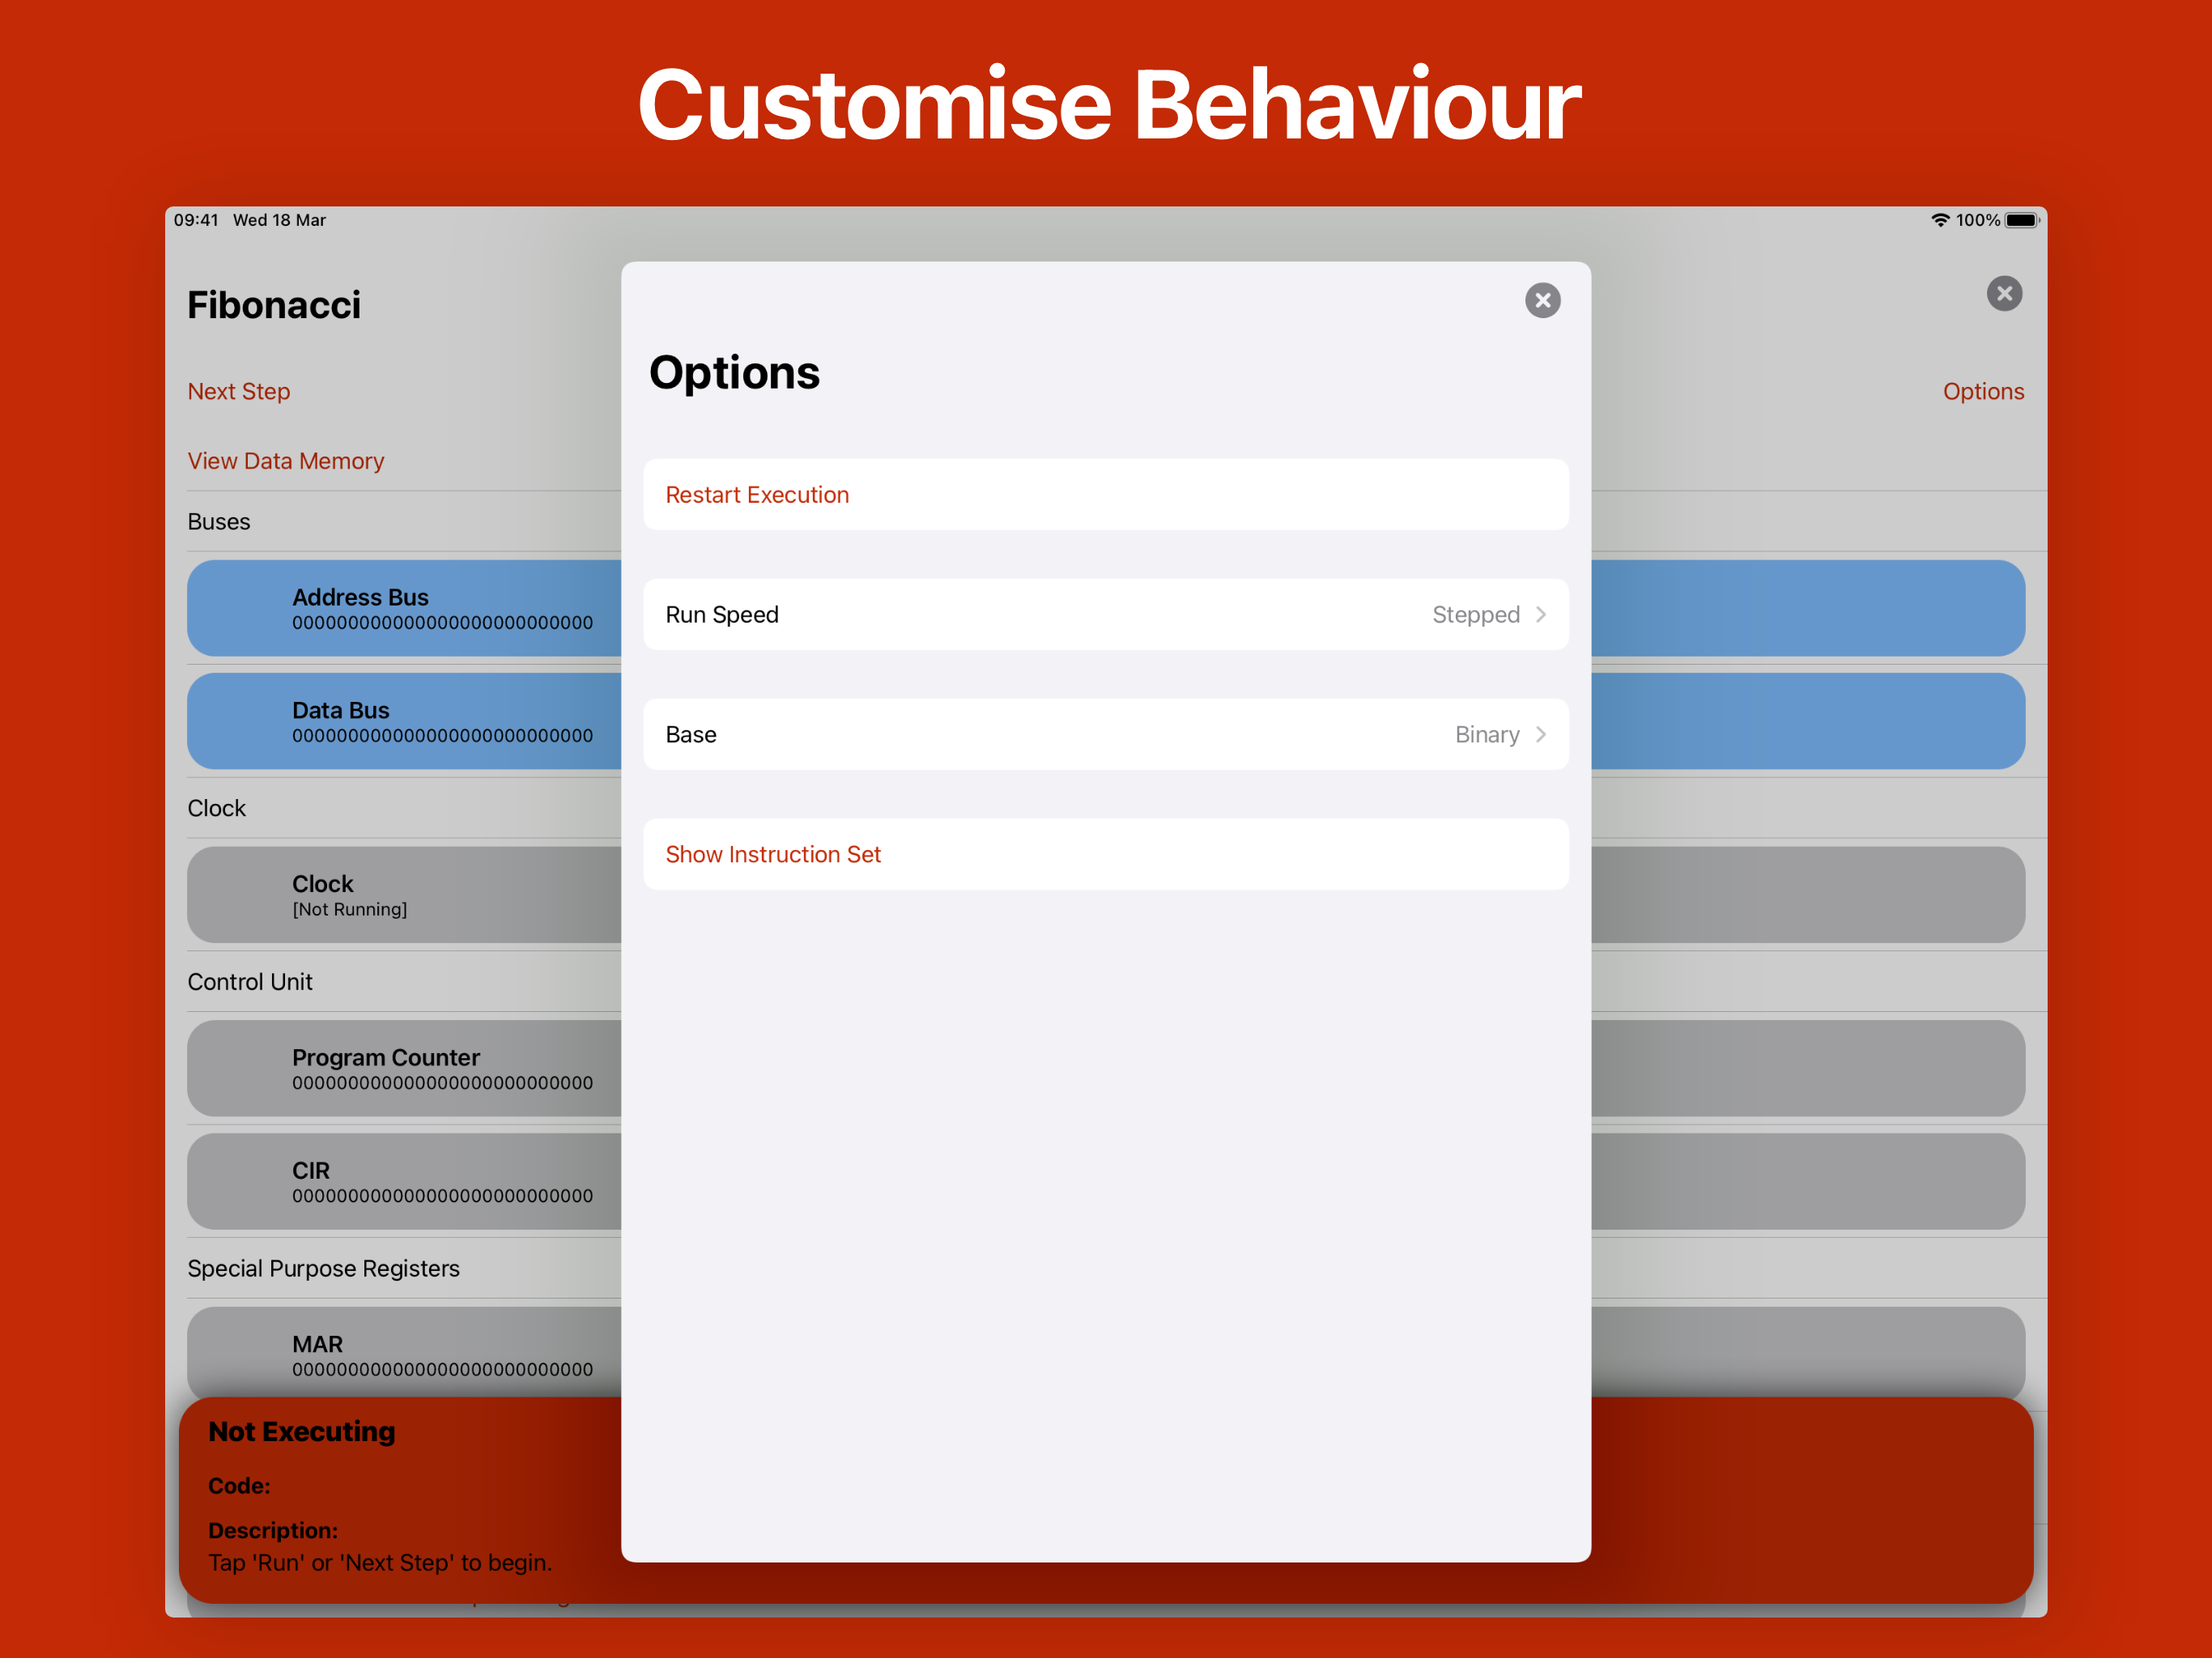 Customise Behaviour
09:41 Wed 18 Mar
100%
Fibonacci
Next Step
Options
View Data Memory
Buses
Address Bus
000000000000000000000000000
Data Bus
000000000000000000000000000
Clock
Clock
[Not Running]
Control Unit
Program Counter
000000000000000000000000000
CIR
000000000000000000000000000
Special Purpose Registers
MAR
000000000000000000000000000
Not Executing
Code:
Description:
Tap 'Run' or 'Next Step' to begin.
Options
Restart Execution
Run Speed Stepped
Base Binary
Show Instruction Set